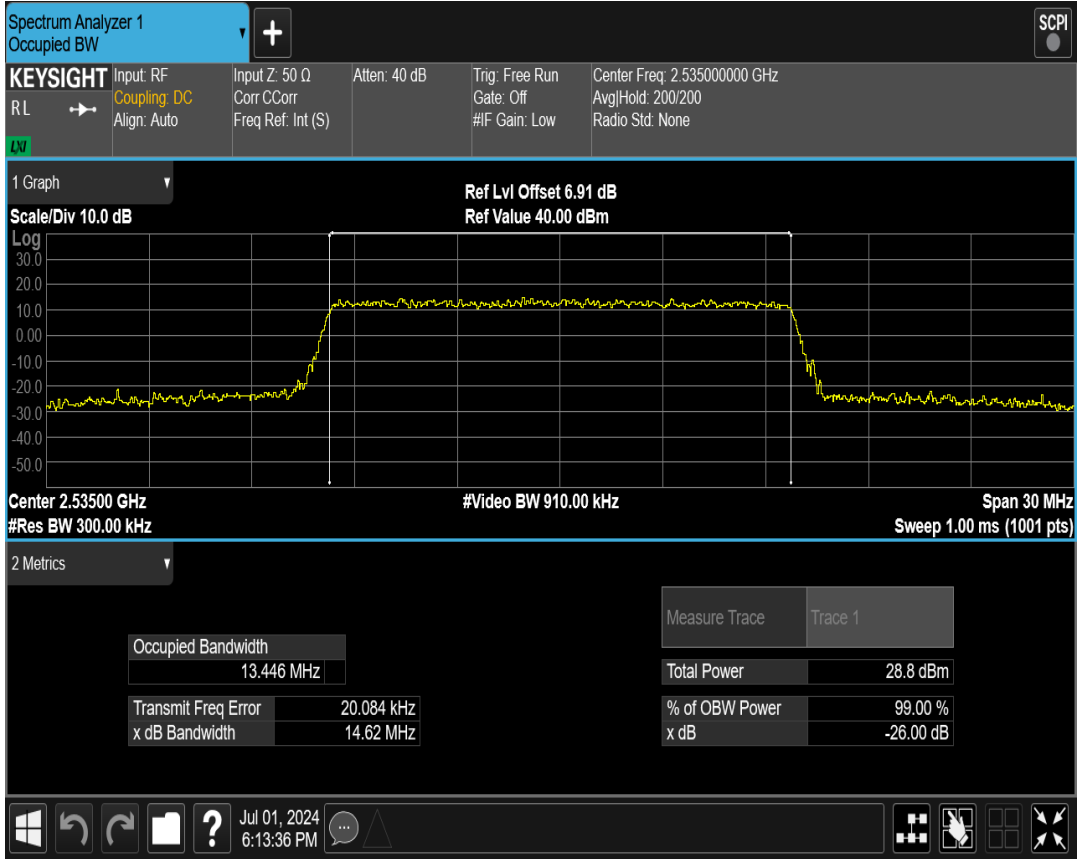 Spectrum Analyzer 1
Occupied BW
+
SCPI
KEYSIGHT
RL
LXI
Input: RF
Coupling: DC
Align: Auto
Input Z: 50 Ω
Corr CCorr
Freq Ref: Int (S)
Atten: 40 dB
Trig: Free Run
Gate: Off
#IF Gain: Low
Center Freq: 2.535000000 GHz
Avg|Hold: 200/200
Radio Std: None
1 Graph
Ref Lvl Offset 6.91 dB
Scale/Div 10.0 dB
Ref Value 40.00 dBm
Log
30.0
20.0
10.0
0.00
-10.0
-20.0
-30.0
-40.0
-50.0
Center 2.53500 GHz
#Video BW 910.00 kHz
Span 30 MHz
#Res BW 300.00 kHz
Sweep 1.00 ms (1001 pts)
2 Metrics
Measure Trace
Trace 1
Occupied Bandwidth
13.446 MHz
Total Power
28.8 dBm
Transmit Freq Error
20.084 kHz
% of OBW Power
99.00 %
x dB Bandwidth
14.62 MHz
x dB
-26.00 dB
?
Jul 01, 2024
6:13:36 PM